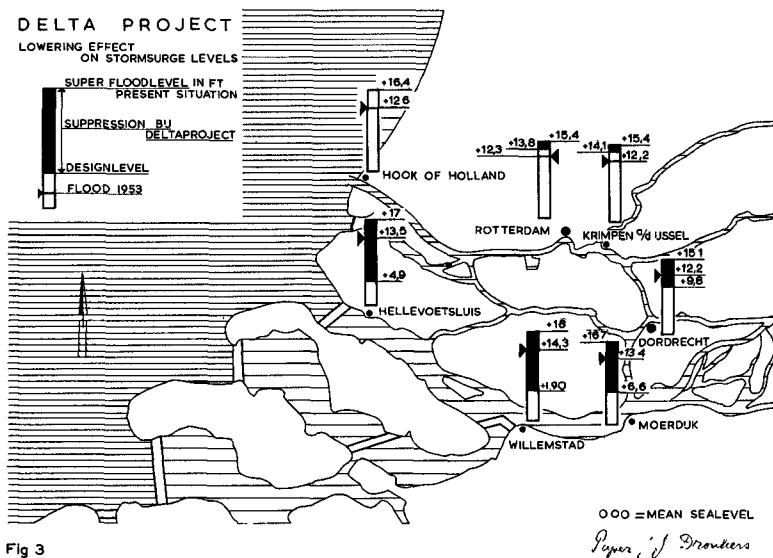 DELTA PROJECT
LOWERING EFFECT
ON STORMSURGE LEVELS
SUPER FLOODLEVEL IN FT
PRESENT SITUATION
SUPPRESSION BY
DELTAPROJECT
DESIGNLEVEL
FLOOD 1953
+16,4
+12 6
HOOK OF HOLLAND
+15,4
+13,8
+12,3
ROTTERDAM
+15,4
+14,1
+12,2
KRIMPEN a/d IJSSEL
+17
+13,5
+4,9
HELLEVOETSLUIS
+15 1
+12,2
+9,8
DORDRECHT
+16
+14,3
+1,90
WILLEMSTAD
+16 7
+13 4
+6,6
MOERDIJK
000 = MEAN SEALEVEL
Paper: J Dronkers
Fig 3